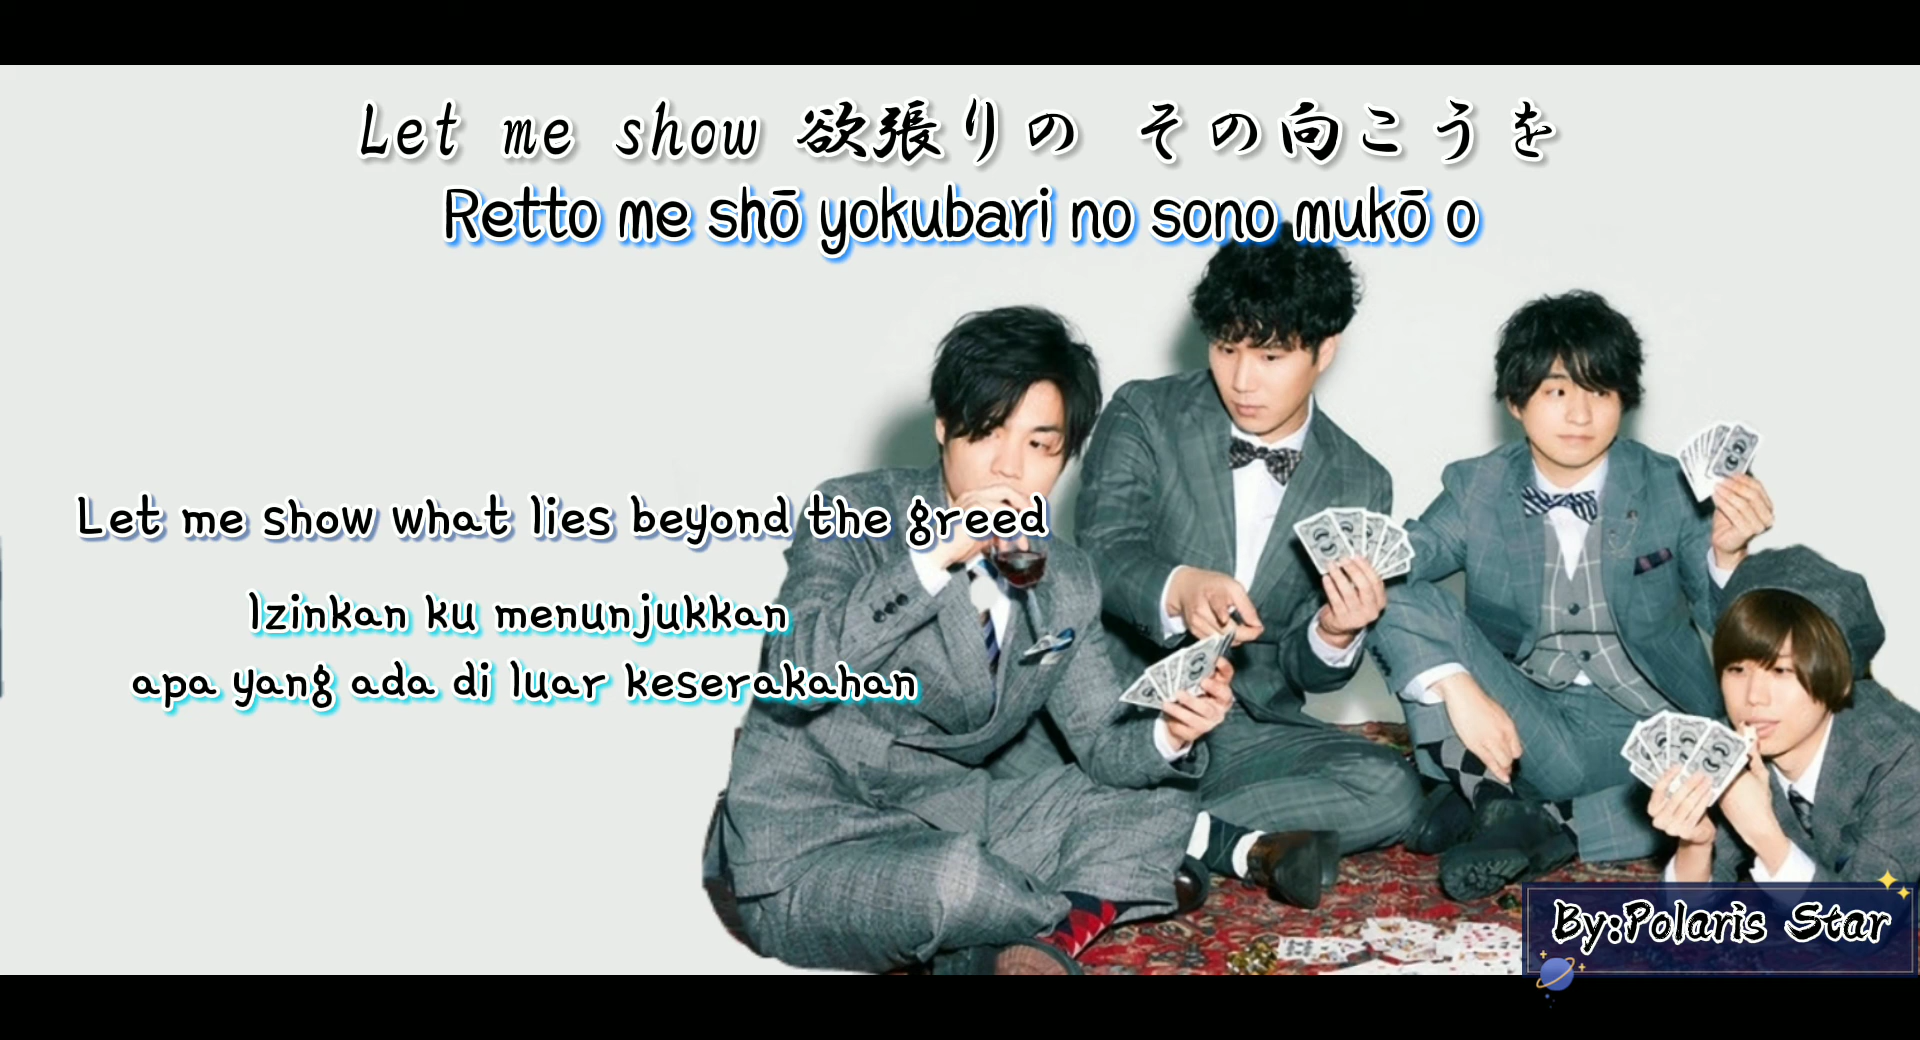 Let me show 欲張りの その向こうを
Retto me shō yokubari no sono mukō o
Let me show what lies beyond the greed
Izinkan ku menunjukkan
apa yang ada di luar keserakahan
By:Polaris Star